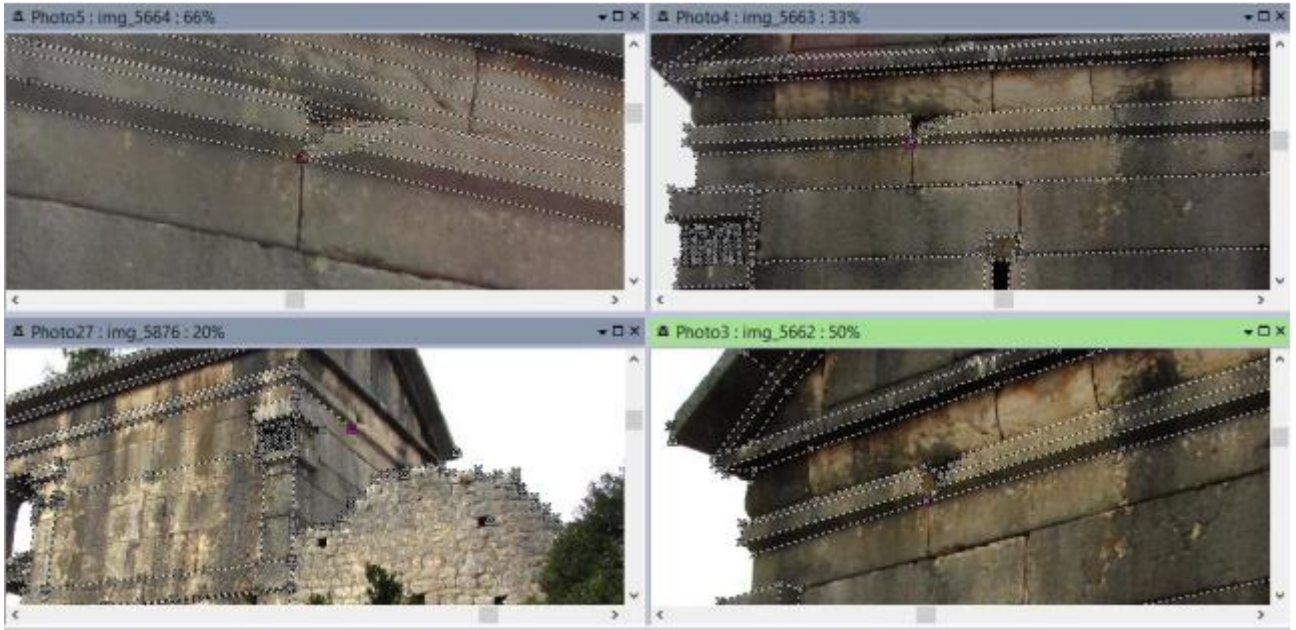 Photo5 : img_5664 : 66%
Photo4 : img_5663 : 33%
Photo27 : img_5876 : 20%
Photo3 : img_5662 : 50%